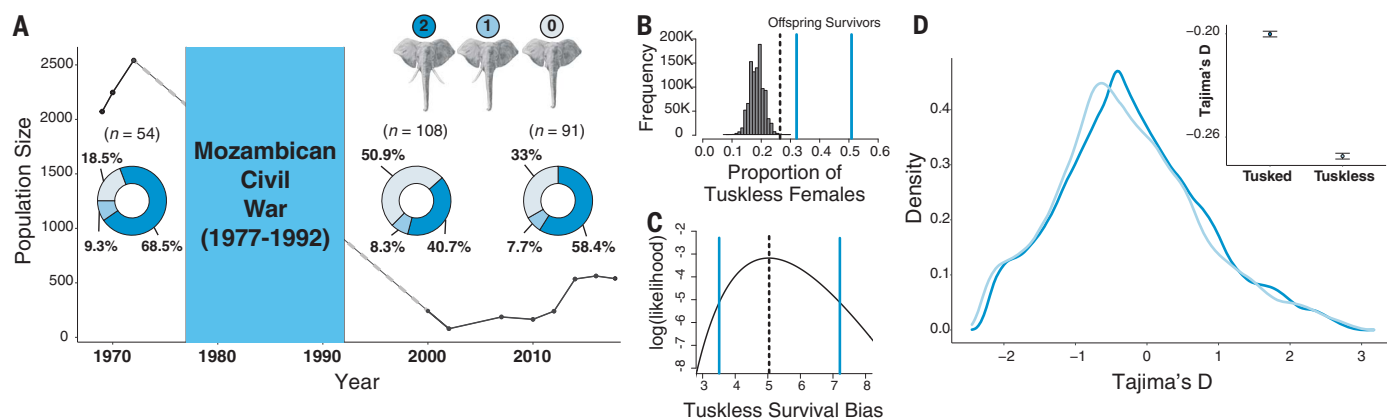 A
2
1
0
Population Size
2500
2000
1500
1000
500
0
(n = 54)
18.5%
9.3%
68.5%
Mozambican
Civil
War
(1977-1992)
(n = 108)
50.9%
8.3%
40.7%
(n = 91)
33%
7.7%
58.4%
1970
1980
1990
2000
2010
Year
B
Offspring Survivors
Frequency
200K
150K
100K
50K
0
0.0 0.2 0.3 0.4 0.5 0.6
Proportion of
Tuskless Females
C
log(likelihood)
-2
-3
-4
-5
-6
-7
-8
3 4 5 6 7 8
Tuskless Survival Bias
D
Density
0.4
0.3
0.2
0.1
0.0
−2 −1 0 1 2 3
Tajima's D
Tajima's D
−0.20
−0.26
Tusked Tuskless